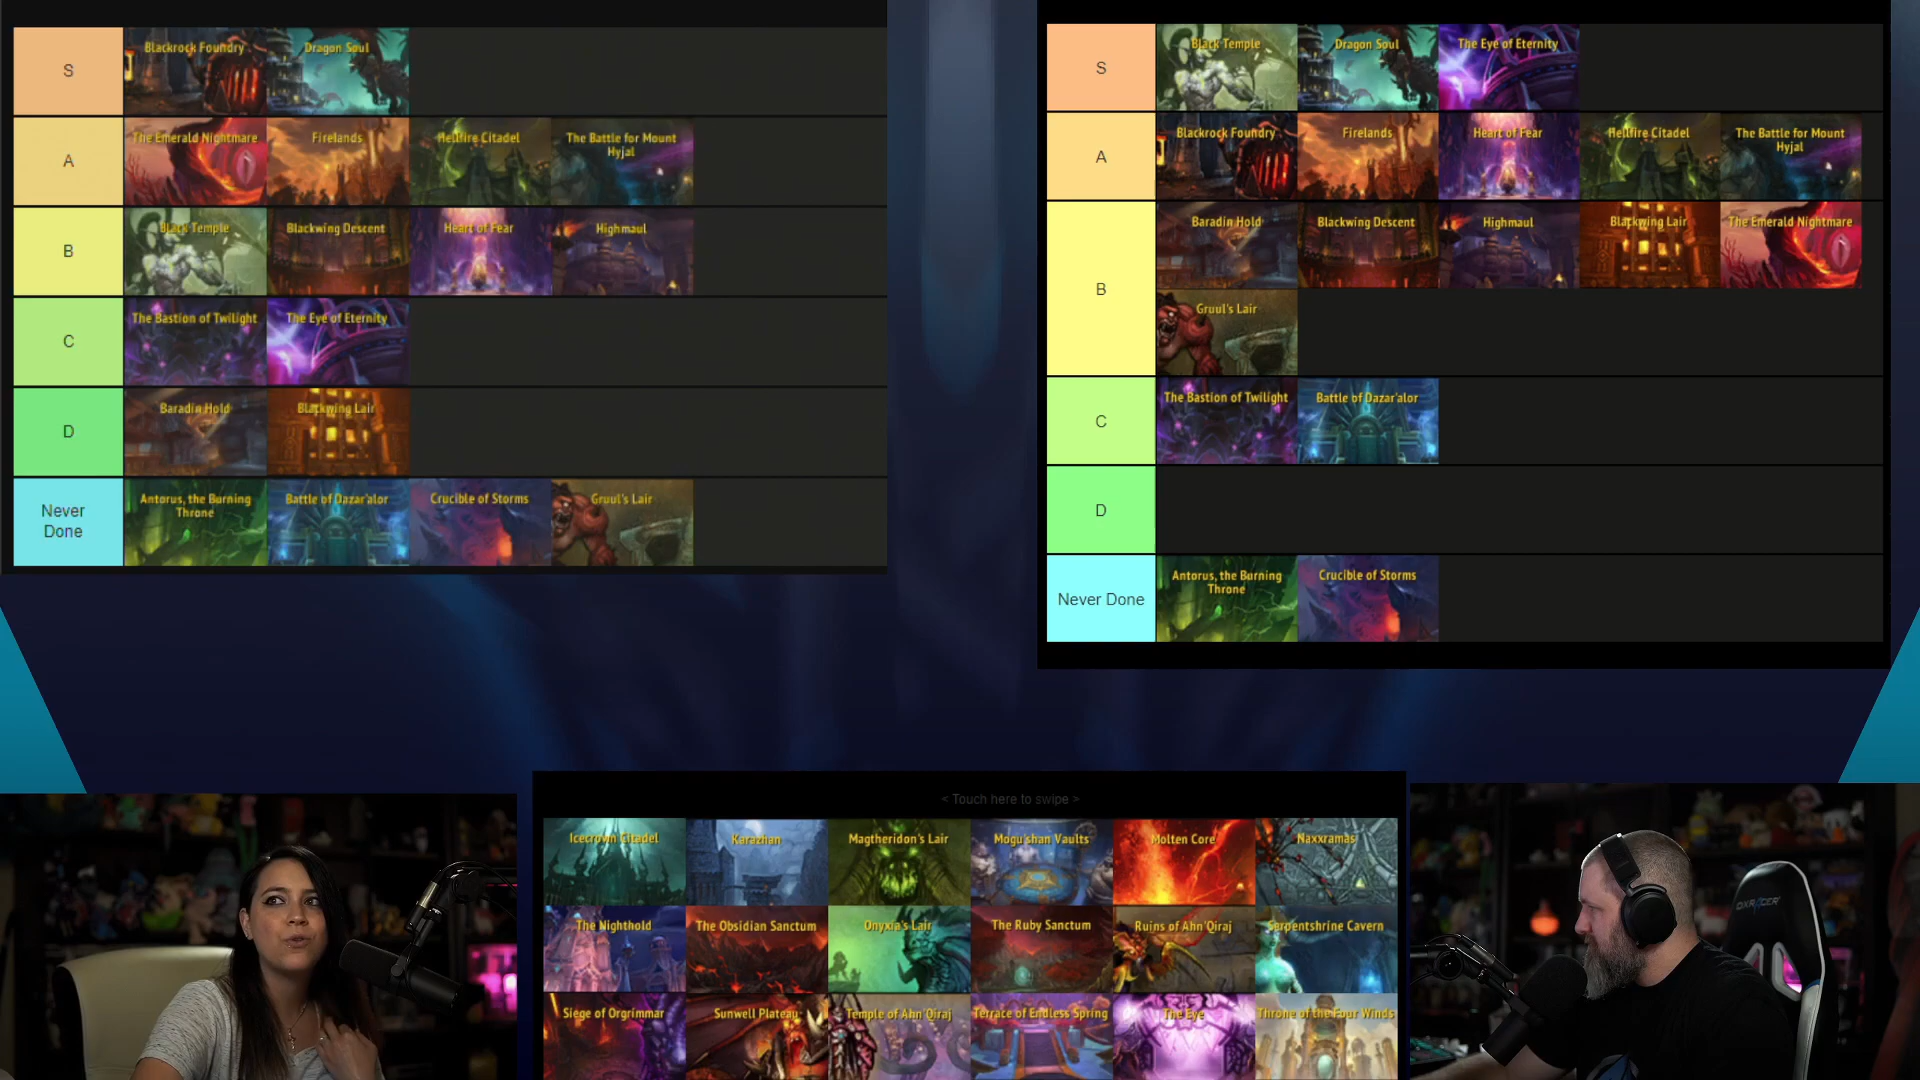 S
Blackrock Foundry
Dragon Soul
A
The Emerald Nightmare
Firelands
Hellfire Citadel
The Battle for Mount
Hyjal
B
Black Temple
Blackwing Descent
Heart of Fear
Highmaul
C
The Bastion of Twilight
The Eye of Eternity
D
Baradin Hold
Blackwing Lair
Never
Done
Antorus, the Burning
Throne
Battle of Dazar'alor
Crucible of Storms
Gruul's Lair
S
Black Temple
Dragon Soul
The Eye of Eternity
A
Blackrock Foundry
Firelands
Heart of Fear
Hellfire Citadel
The Battle for Mount
Hyjal
B
Baradin Hold
Blackwing Descent
Highmaul
Blackwing Lair
The Emerald Nightmare
Gruul's Lair
C
The Bastion of Twilight
Battle of Dazar'alor
D
Never Done
Antorus, the Burning
Throne
Crucible of Storms
< Touch here to swipe >
Icecrown Citadel
Karazhan
Magtheridon's Lair
Mogu'shan Vaults
Molten Core
Naxxramas
The Nighthold
The Obsidian Sanctum
Onyxia's Lair
The Ruby Sanctum
Ruins of Ahn'Qiraj
Serpentshrine Cavern
Siege of Orgrimmar
Sunwell Plateau
Temple of Ahn'Qiraj
Terrace of Endless Spring
The Eye
Throne of the Four Winds
DXRACER